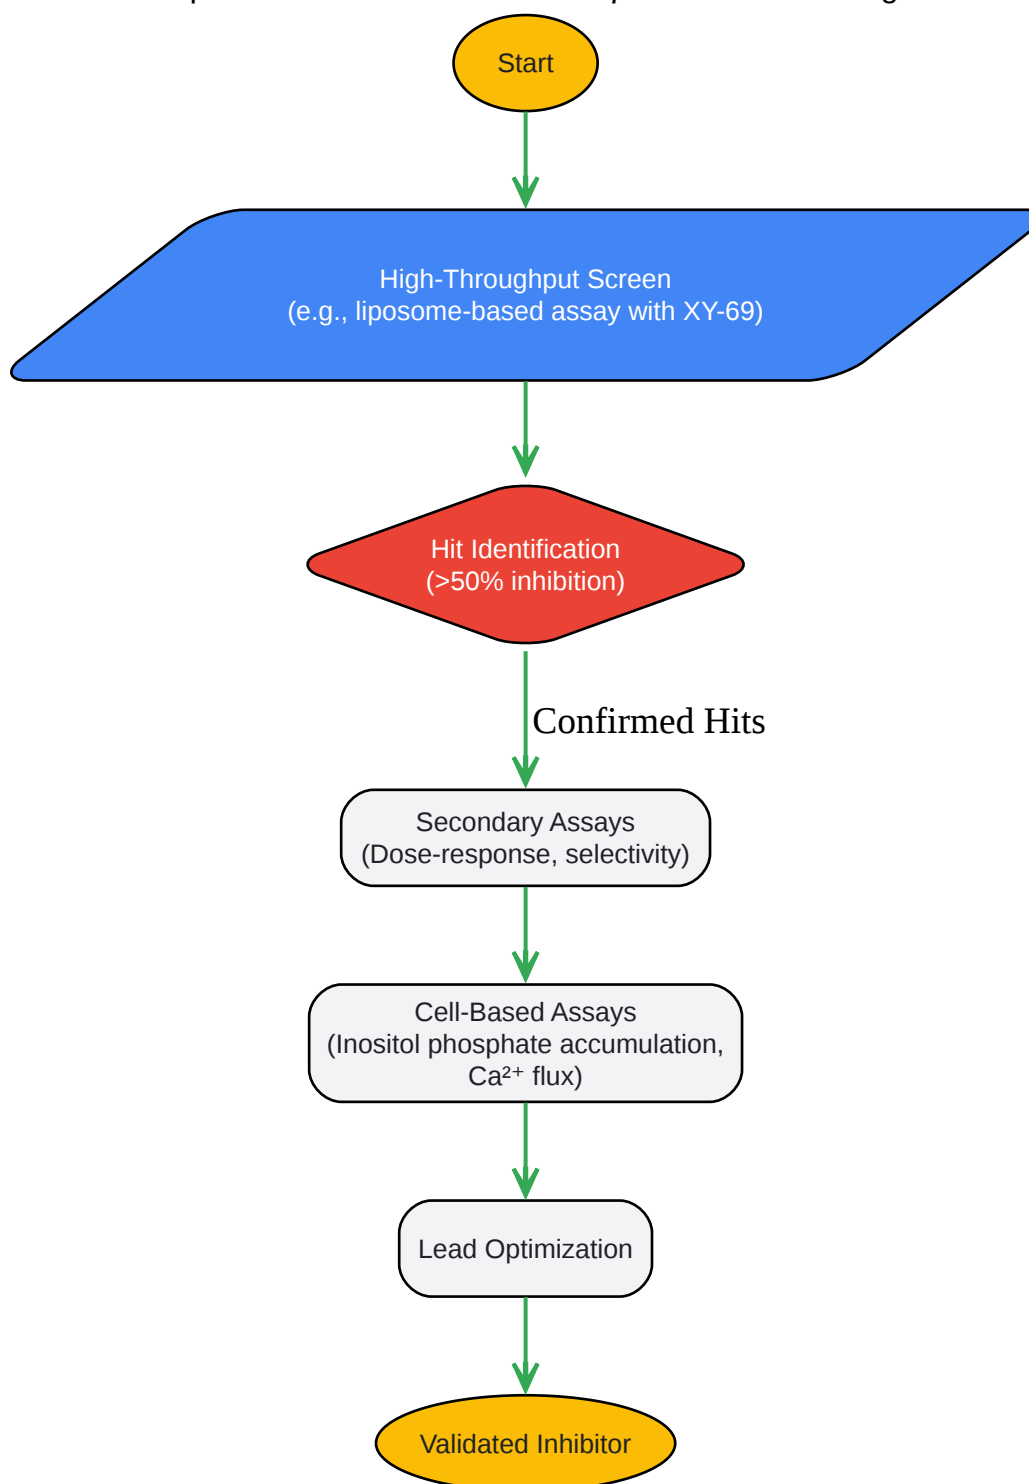 Start
High-Throughput Screen
(e.g., liposome-based assay with XY-69)
Hit Identification
(>50% inhibition)
Confirmed Hits
Secondary Assays
(Dose-response, selectivity)
Cell-Based Assays
(Inositol phosphate accumulation,
Ca²⁺ flux)
Lead Optimization
Validated Inhibitor